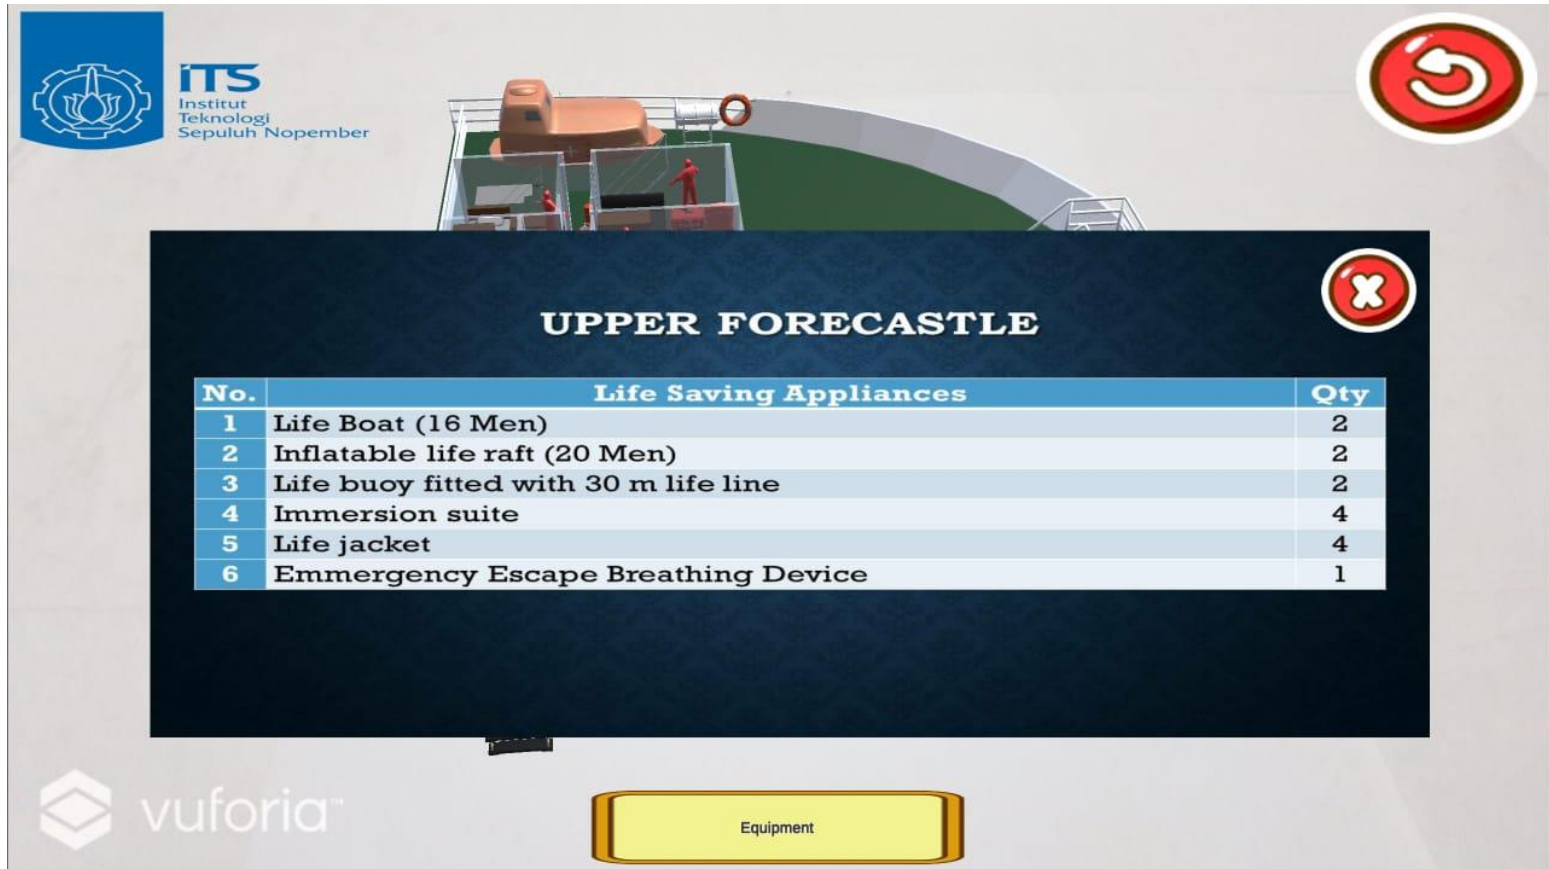 iTS
Institut
Teknologi
Sepuluh Nopember
UPPER FORECASTLE
No. Life Saving Appliances Qty
1 Life Boat (16 Men) 2
2 Inflatable life raft (20 Men) 2
3 Life buoy fitted with 30 m life line 2
4 Immersion suite 4
5 Life jacket 4
6 Emmergency Escape Breathing Device 1
vuforia™
Equipment